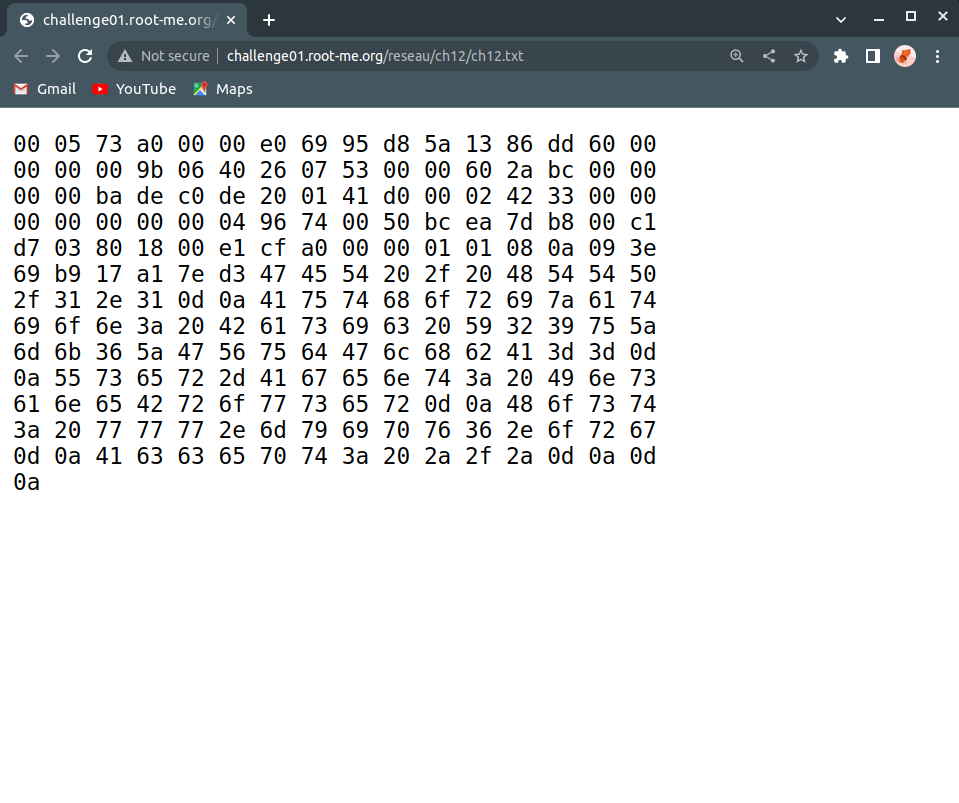 challenge01.root-me.org/
Not secure challenge01.root-me.org/reseau/ch12/ch12.txt
Gmail YouTube Maps
00 05 73 a0 00 00 e0 69 95 d8 5a 13 86 dd 60 00
00 00 00 9b 06 40 26 07 53 00 00 60 2a bc 00 00
00 00 ba de c0 de 20 01 41 d0 00 02 42 33 00 00
00 00 00 00 00 04 96 74 00 50 bc ea 7d b8 00 c1
d7 03 80 18 00 e1 cf a0 00 00 01 01 08 0a 09 3e
69 b9 17 a1 7e d3 47 45 54 20 2f 20 48 54 54 50
2f 31 2e 31 0d 0a 41 75 74 68 6f 72 69 7a 61 74
69 6f 6e 3a 20 42 61 73 69 63 20 59 32 39 75 5a
6d 6b 36 5a 47 56 75 64 47 6c 68 62 41 3d 3d 0d
0a 55 73 65 72 2d 41 67 65 6e 74 3a 20 49 6e 73
61 6e 65 42 72 6f 77 73 65 72 0d 0a 48 6f 73 74
3a 20 77 77 77 2e 6d 79 69 70 76 36 2e 6f 72 67
0d 0a 41 63 63 65 70 74 3a 20 2a 2f 2a 0d 0a 0d
0a